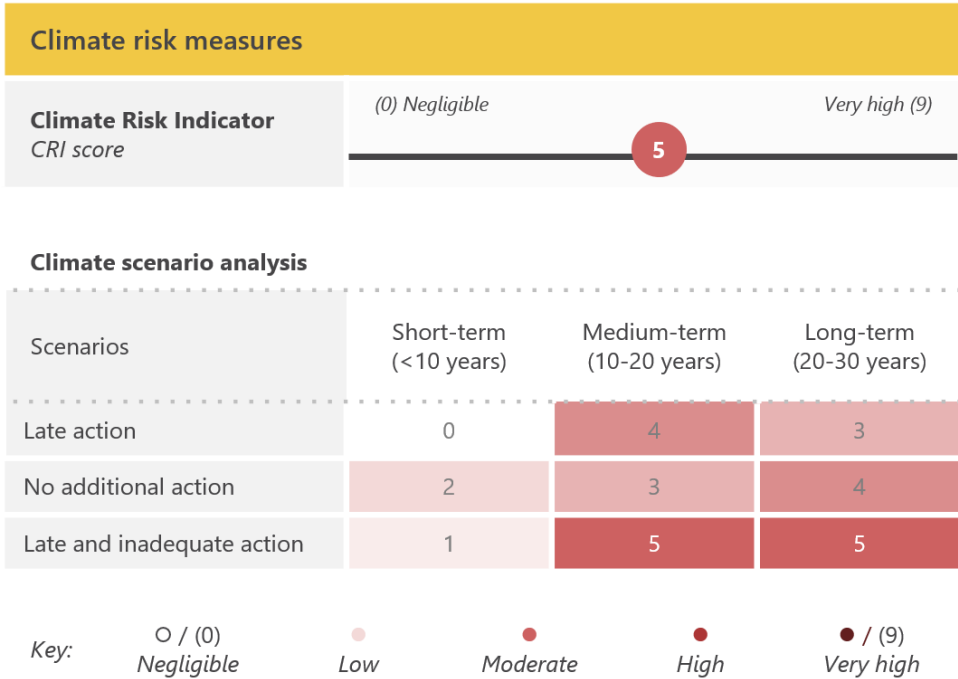 Climate risk measures
Climate Risk Indicator
CRI score
(0) Negligible
Very high (9)
5
Climate scenario analysis
Scenarios
Short-term
(<10 years)
Medium-term
(10-20 years)
Long-term
(20-30 years)
Late action
0
4
3
No additional action
2
3
4
Late and inadequate action
1
5
5
Key:
/ (0)
Negligible
Low
Moderate
High
/ (9)
Very high